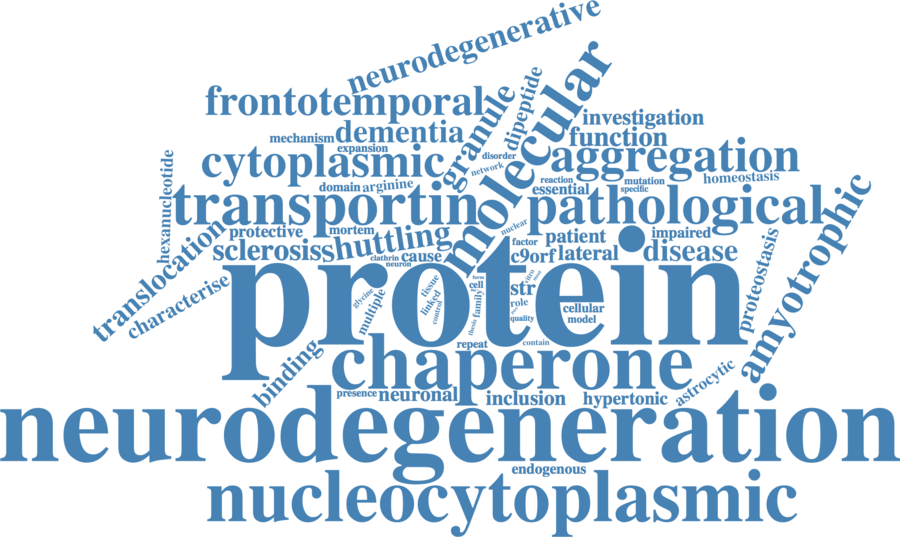 neurodegenerative
frontotemporal
granule
dipeptide
molecular
investigation
mechanism
dementia
function
expansion
cytoplasmic
disorder
network
aggregation
hexanucleotide
domain
arginine
reaction
mutation
homeostasis
essential
specific
transportin
pathological
amyotrophic
translocation
protective
mortem
nuclear
patient
impaired
sclerosis
shuttling
factor
clathrin
cause
neuron
c9orf
lateral
disease
proteostasis
characterise
protein
glycine
multiple
tissue
linked
control
form
cell
family
thesis
str
role
quality
cellular
model
repeat
contain
binding
chaperone
astrocytic
presence
neuronal
inclusion
hypertonic
neurodegeneration
endogenous
nucleocytoplasmic